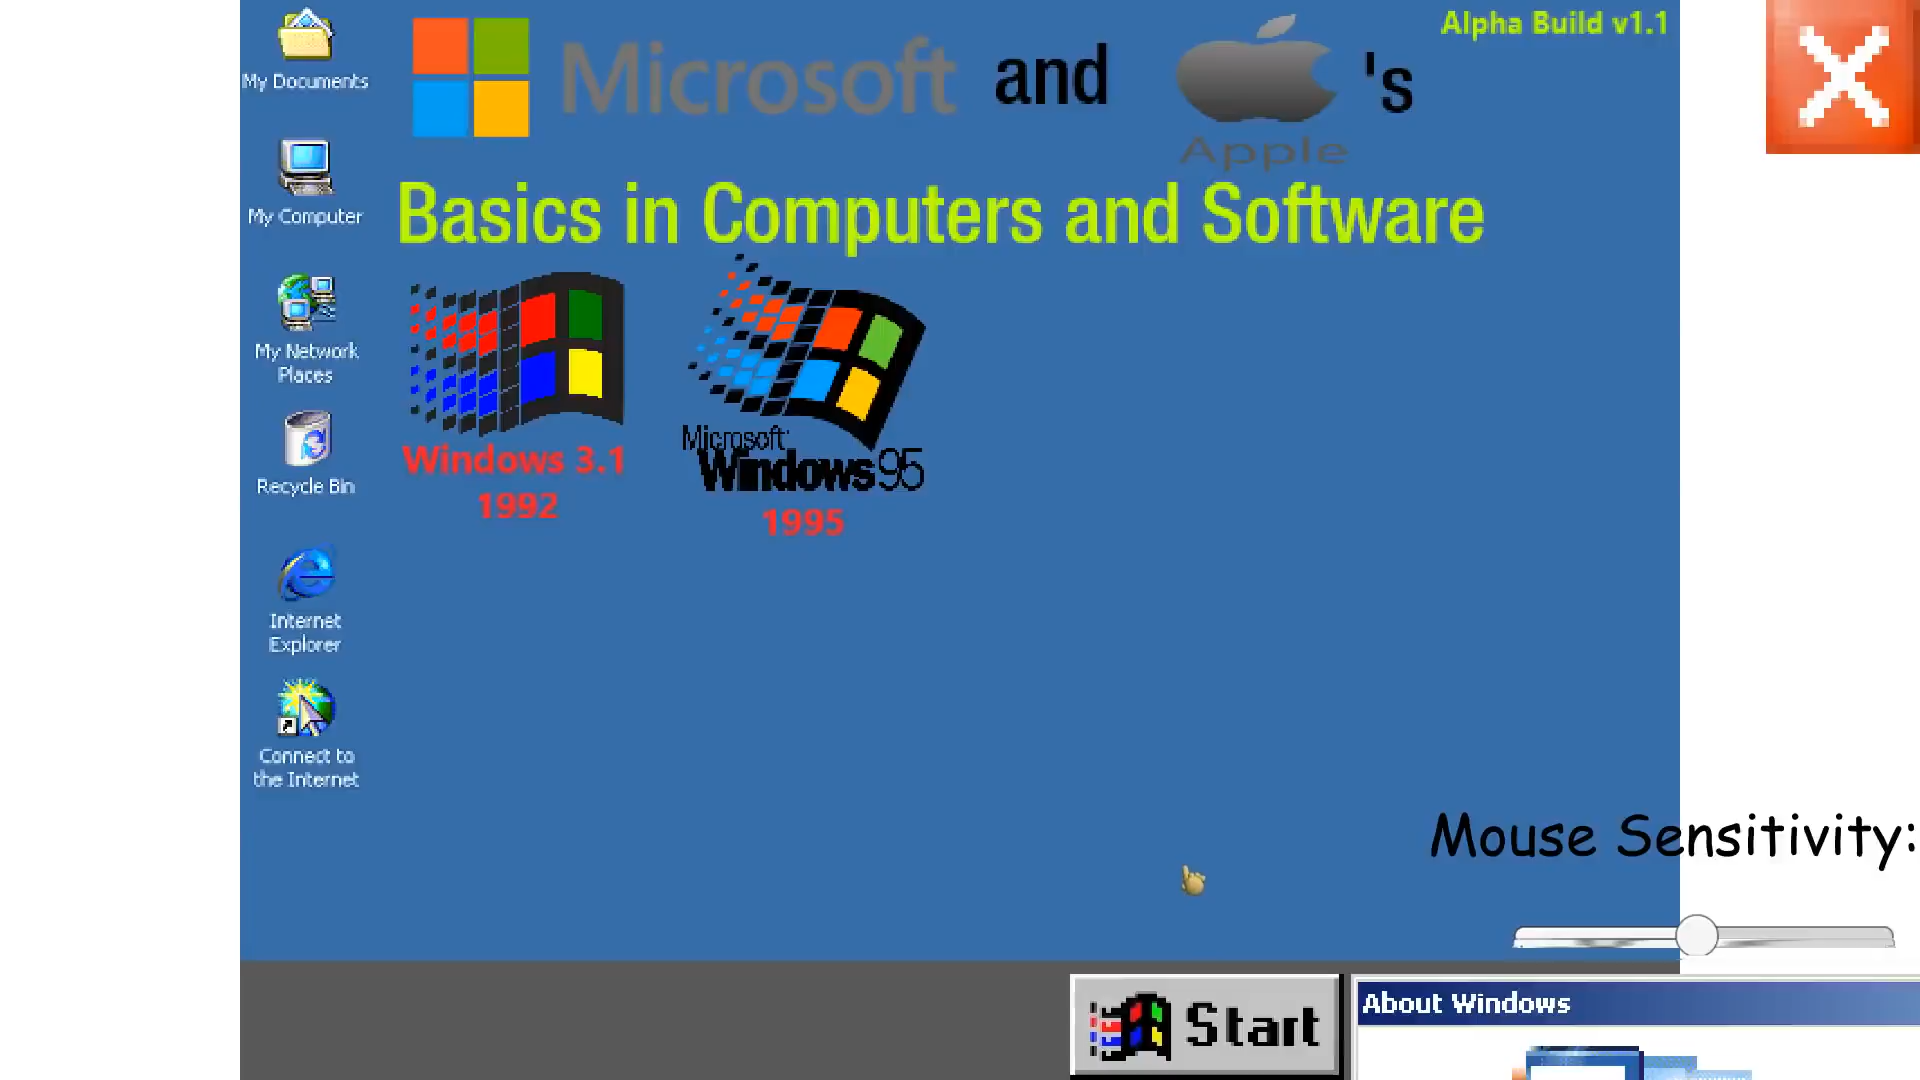 My Documents
My Computer
My Network
Places
Recycle Bin
Internet
Explorer
Connect to
the Internet
Microsoft and Apple 's
Alpha Build v1.1
Basics in Computers and Software
Windows 3.1
1992
Microsoft
Windows 95
1995
Mouse Sensitivity:
Start
About Windows